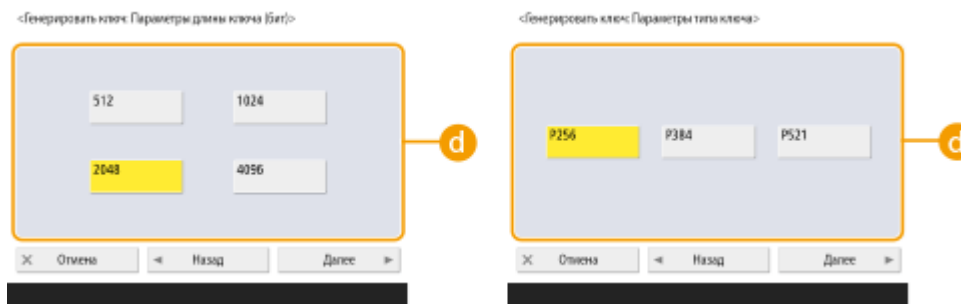 <Генерировать ключ: Параметры длины ключа (бит)>
512
1024
2048
4096
d
Отмена
Назад
Далее
<Генерировать ключ: Параметры типа ключа>
P256
P384
P521
d
Отмена
Назад
Далее